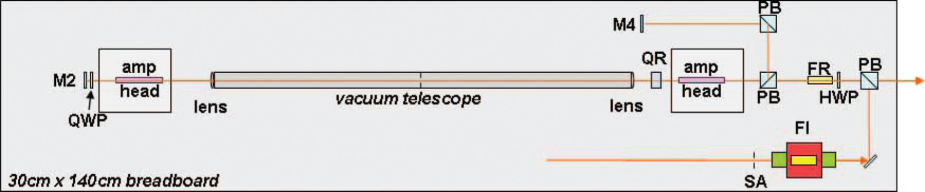 M4
PB
M2
QWP
amp
head
lens
vacuum telescope
lens
QR
amp
head
PB
FR
HWP
PB
FI
SA
30cm x 140cm breadboard